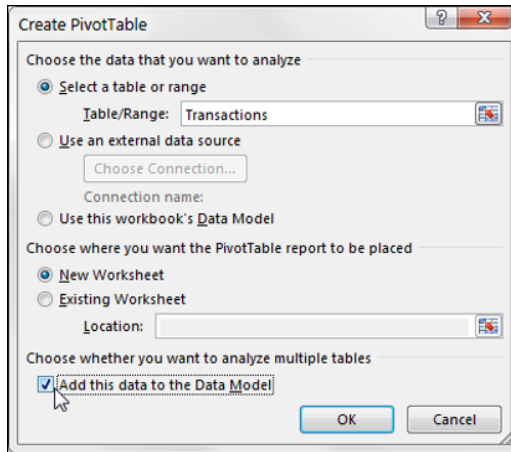 Create PivotTable
?
X
Choose the data that you want to analyze
Select a table or range
Table/Range: Transactions
Use an external data source
Choose Connection...
Connection name:
Use this workbook's Data Model
Choose where you want the PivotTable report to be placed
New Worksheet
Existing Worksheet
Location:
Choose whether you want to analyze multiple tables
Add this data to the Data Model
OK Cancel